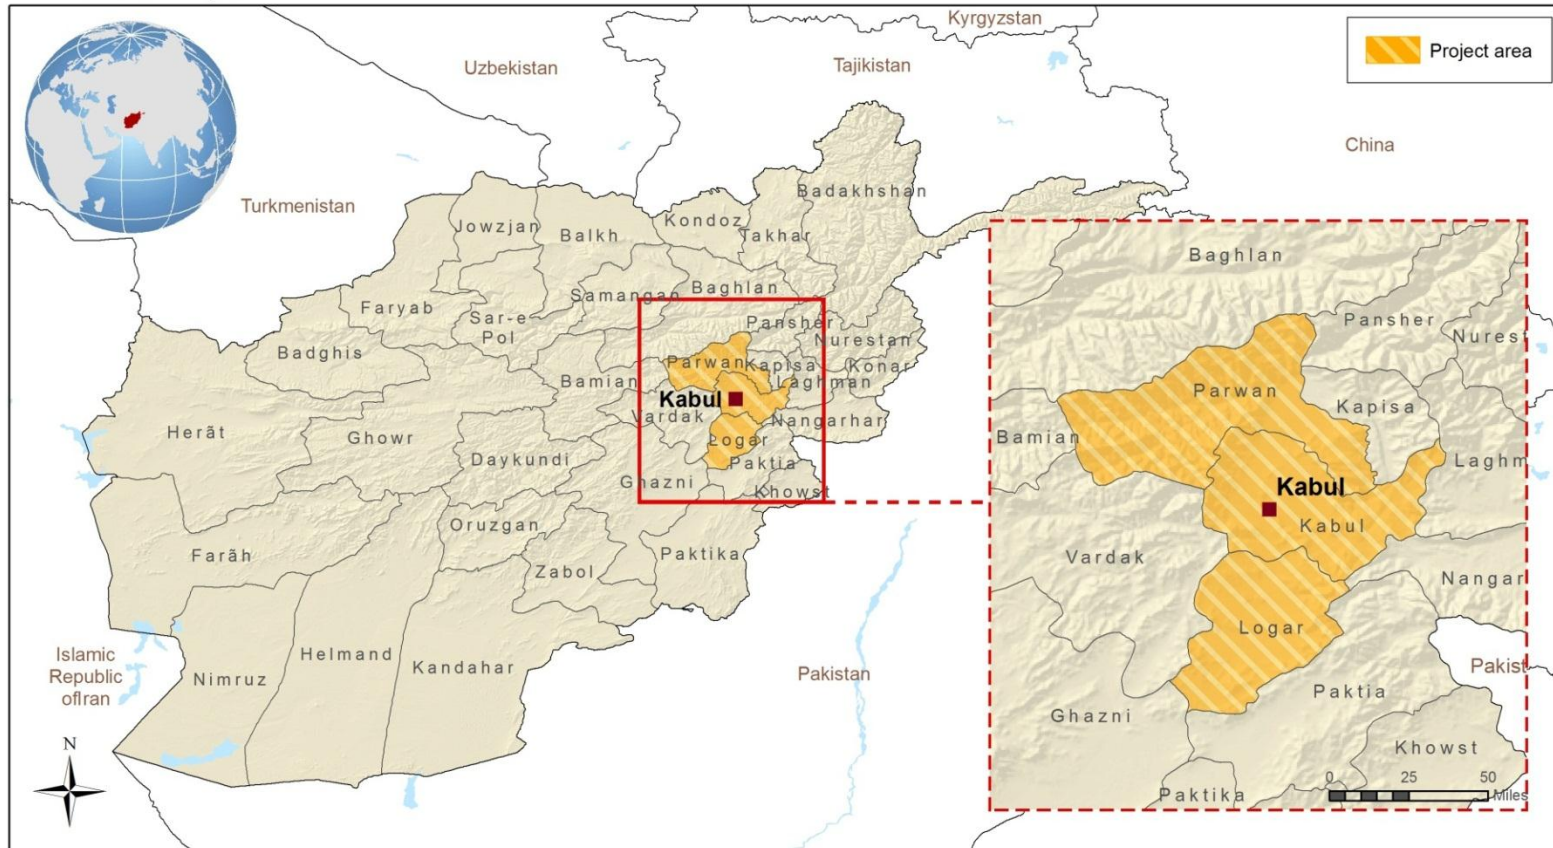 Kyrgyzstan
Uzbekistan
Tajikistan
Project area
China
Turkmenistan
Badakhshan
Jowzjan
Balkh
Kondoz
Takhar
Faryab
Samangan
Baghlan
Sar-e
Pol
Pansher
Nurestan
Badghis
Bamian
Parwan
Kapisa
Konar
Laghman
Kabul
Herãt
Ghowr
Vardak
Nangarhar
Logar
Daykundi
Paktia
Ghazni
Khowst
Oruzgan
Farãh
Zabol
Paktika
Islamic
Republic
ofIran
Nimruz
Helmand
Kandahar
Pakistan
N
Baghlan
Pansher
Nurest
Parwan
Kapisa
Bamian
Laghm
Kabul
Kabul
Vardak
Nangar
Logar
Pakist
Paktia
Ghazni
Khowst
Paktika
0 25 50
Miles